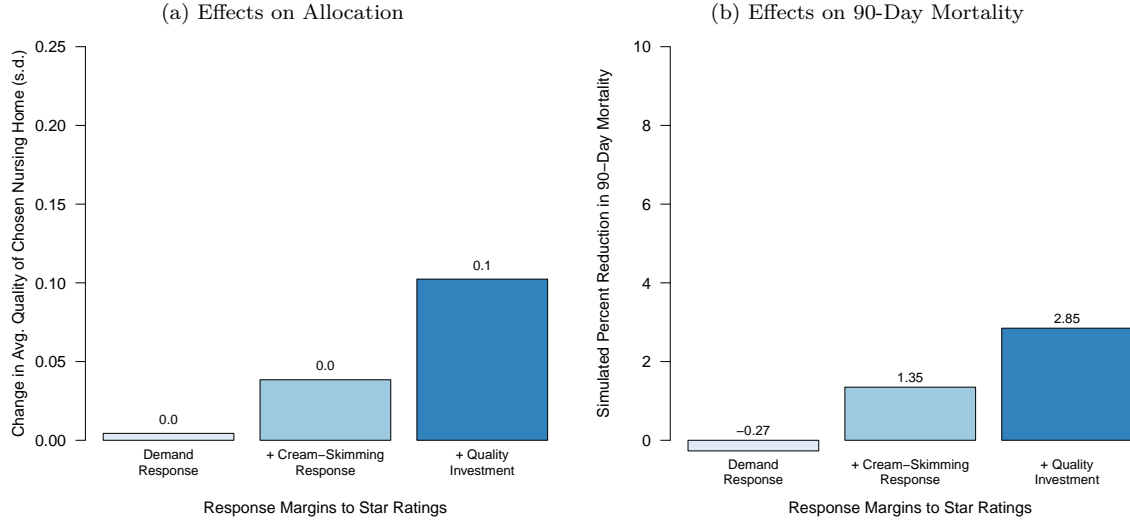 (a) Effects on Allocation
Change in Avg. Quality of Chosen Nursing Home (s.d.)
0.25
0.20
0.15
0.10
0.05
0.00
0.0
0.0
0.1
Demand
Response
+ Cream−Skimming
Response
+ Quality
Investment
Response Margins to Star Ratings
(b) Effects on 90-Day Mortality
Simulated Percent Reduction in 90−Day Mortality
10
8
6
4
2
0
−0.27
1.35
2.85
Demand
Response
+ Cream−Skimming
Response
+ Quality
Investment
Response Margins to Star Ratings